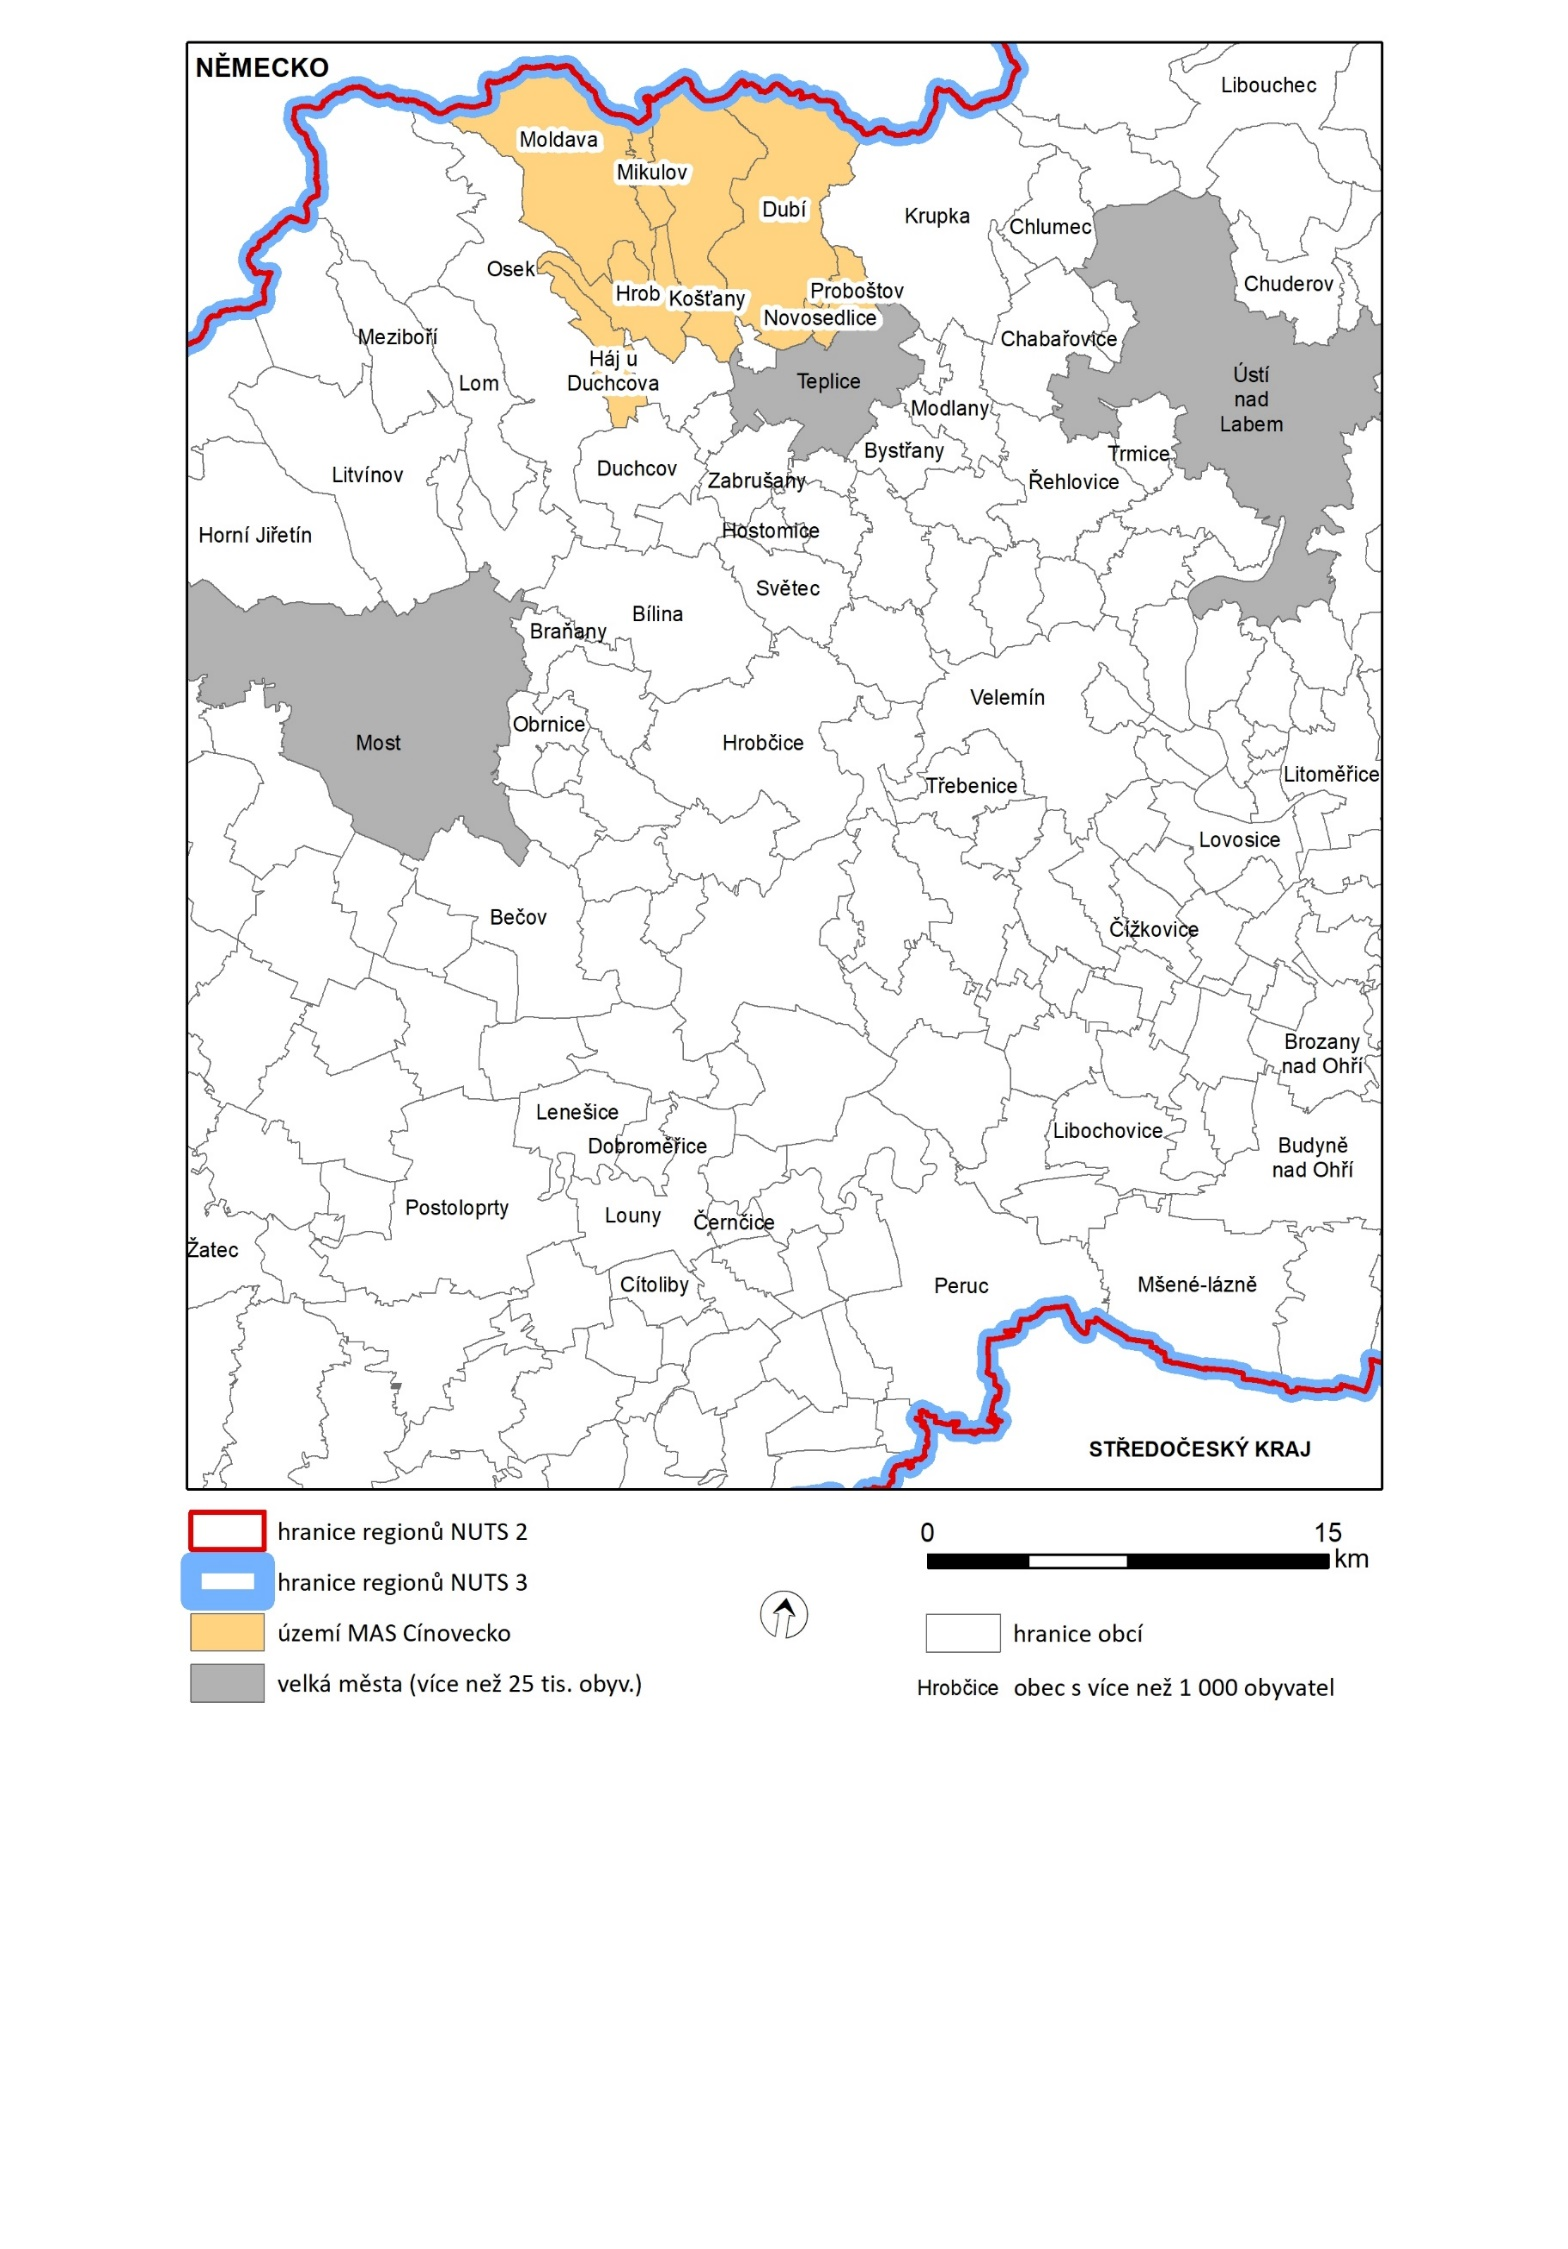 NĚMECKO
Libouchec
Moldava
Mikulov
Dubí
Krupka
Chlumec
Osek
Hrob
Košťany
Proboštov
Novosedlice
Chuderov
Meziboří
Chabařovice
Háj u
Duchcova
Lom
Teplice
Ústí
nad
Labem
Modlany
Bystřany
Trmice
Litvínov
Duchcov
Zabrušany
Řehlovice
Horní Jiřetín
Hostomice
Světec
Bílina
Braňany
Velemín
Obrnice
Most
Hrobčice
Třebenice
Litoměřice
Lovosice
Bečov
Čížkovice
Brozany
nad Ohří
Lenešice
Dobroměřice
Libochovice
Budyně
nad Ohří
Postoloprty
Louny
Černčice
Žatec
Cítoliby
Peruc
Mšené-lázně
STŘEDOČESKÝ KRAJ
hranice regionů NUTS 2
hranice regionů NUTS 3
území MAS Cínovecko
velká města (více než 25 tis. obyv.)
0 15
km
hranice obcí
Hrobčice obec s více než 1 000 obyvatel